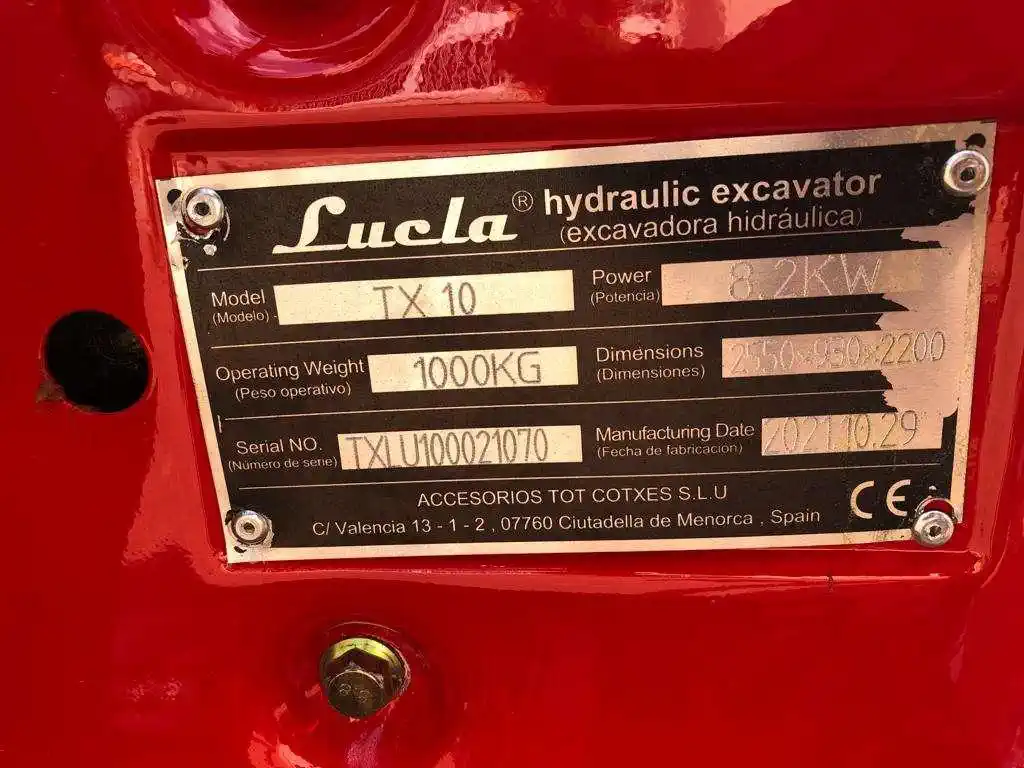 Lucla® hydraulic excavator
(excavadora hidráulica)
Model TX 10 Power 8.2KW
(Modelo) (Potencia)
Operating Weight 1000KG Dimensions 2550×930×2200
(Peso operativo) (Dimensiones)
Serial NO. TXLU100021070 Manufacturing Date 2021.10.29
(Número de serie) (Fecha de fabricación)
ACCESORIOS TOT COTXES S.L.U
C/ Valencia 13 - 1 - 2 , 07760 Ciutadella de Menorca . Spain
CE